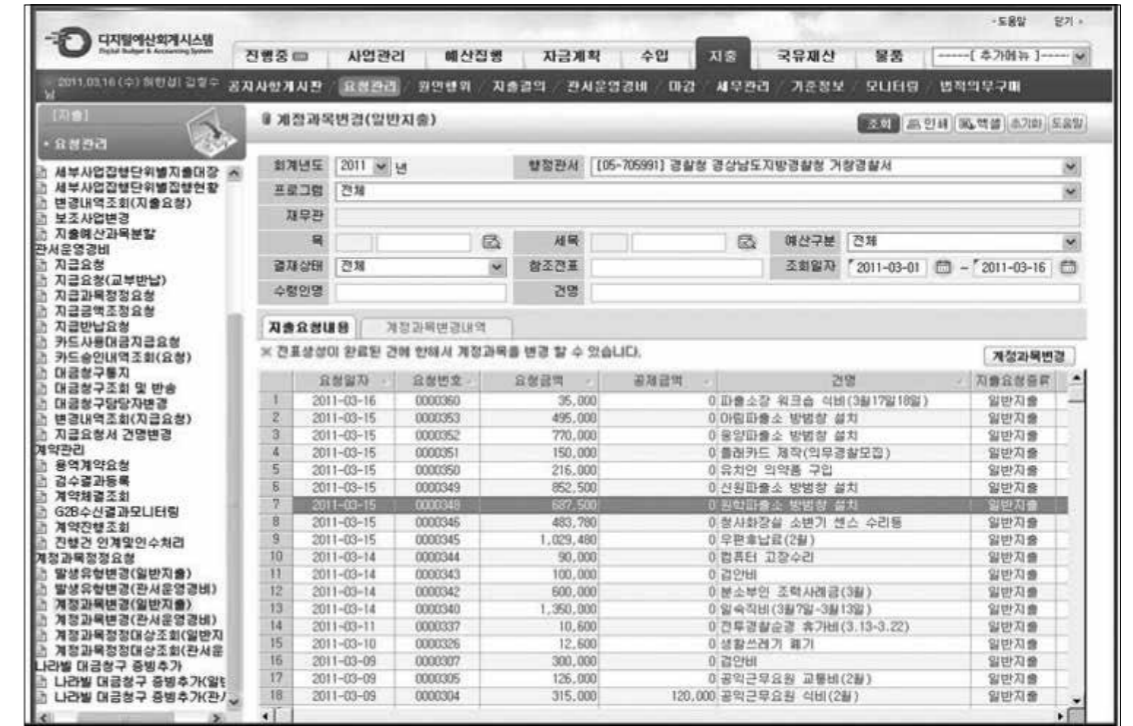 디지털예산회계시스템
Digital Budget & Accounting System
도움말 닫기
진행중 사업관리 예산집행 자금계획 수입 지출 국유재산 물품 ------[ 추가메뉴 ]-----
2011,03,16 (수)
공지사항게시판 요청관리 원인행위 지출결의 관서운영경비 마감 세무관리 기준정보 모니터링 법적의무구매
[지출]
요청관리
세부사업집행단위별지출대장
세부사업집행단위별집행현황
변경내역조회(지출요청)
보조사업변경
지출예산과목분할
관서운영경비
지급요청
지급요청(교부반납)
지급과목정정요청
지급금액조정요청
지급반납요청
카드사용대금지급요청
카드승인내역조회(요청)
대금청구통지
대금청구조회 및 반송
대금청구담당자변경
변경내역조회(지급요청)
지급요청서 건명변경
계약관리
용역계약요청
검수결과등록
계약체결조회
G2B수신결과모니터링
계약진행조회
진행건 인계및인수처리
계정과목정정요청
발생유형변경(일반지출)
발생유형변경(관서운영경비)
계정과목변경(일반지출)
계정과목변경(관서운영경비)
계정과목정정대상조회(일반지
계정과목정정대상조회(관서운
나라빌 대금청구 증빙추가
나라빌 대금청구 증빙추가(일반
나라빌 대금청구 증빙추가(관/
계정과목변경(일반지출)
조회 인쇄 엑셀 초기화 도움말
회계년도 2011 년 행정관서 [05-705991] 경찰청 경상남도지방경찰청 거창경찰서
프로그램 전체
재무관
목 세목 예산구분 전체
결재상태 전체 참조전표 조회일자 2011-03-01 ~ 2011-03-16
수령인명 건명
지출요청내용 계정과목변경내역
※ 전표생성이 완료된 건에 한해서 계정과목을 변경 할 수 있습니다.
계정과목변경
요청일자 요청번호 요청금액 공제금액 건명 지출요청종류
1 2011-03-16 0000360 35,000 0 파출소장 워크숍 식비(3월17일18일) 일반지출
2 2011-03-15 0000353 495,000 0 아림파출소 방범창 설치 일반지출
3 2011-03-15 0000352 770,000 0 웅양파출소 방범창 설치 일반지출
4 2011-03-15 0000351 150,000 0 플래카드 제작(의무경찰모집) 일반지출
5 2011-03-15 0000350 216,000 0 유치인 의약품 구입 일반지출
6 2011-03-15 0000349 852,500 0 신원파출소 방범창 설치 일반지출
7 2011-03-15 0000348 687,500 0 원학파출소 방범창 설치 일반지출
8 2011-03-15 0000346 483,780 0 청사화장실 소변기 센스 수리등 일반지출
9 2011-03-15 0000345 1,029,480 0 우편후납료(2월) 일반지출
10 2011-03-14 0000344 90,000 0 컴퓨터 고장수리 일반지출
11 2011-03-14 0000343 100,000 0 검안비 일반지출
12 2011-03-14 0000342 600,000 0 분소부인 조력사례금(3월) 일반지출
13 2011-03-14 0000340 1,350,000 0 일숙직비(3월7일-3월13일) 일반지출
14 2011-03-11 0000337 10,600 0 전투경찰순경 휴가비(3.13-3.22) 일반지출
15 2011-03-10 0000326 12,600 0 생활쓰레기 폐기 일반지출
16 2011-03-09 0000307 300,000 0 검안비 일반지출
17 2011-03-09 0000305 126,000 0 공익근무요원 교통비(2월) 일반지출
18 2011-03-09 0000304 315,000 120,000 공익근무요원 식비(2월) 일반지출